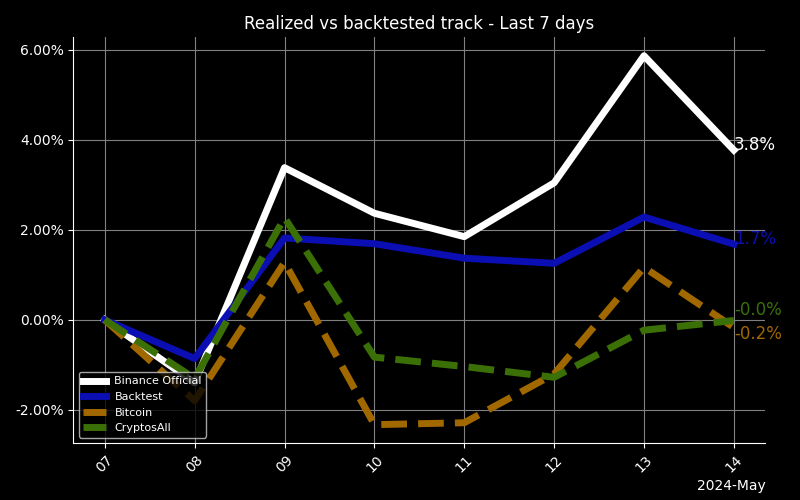 Realized vs backtested track - Last 7 days
6.00%
4.00%
2.00%
0.00%
-2.00%
3.8%
1.7%
-0.0%
-0.2%
Binance Official
Backtest
Bitcoin
CryptosAll
07 08 09 10 11 12 13 14
2024-May